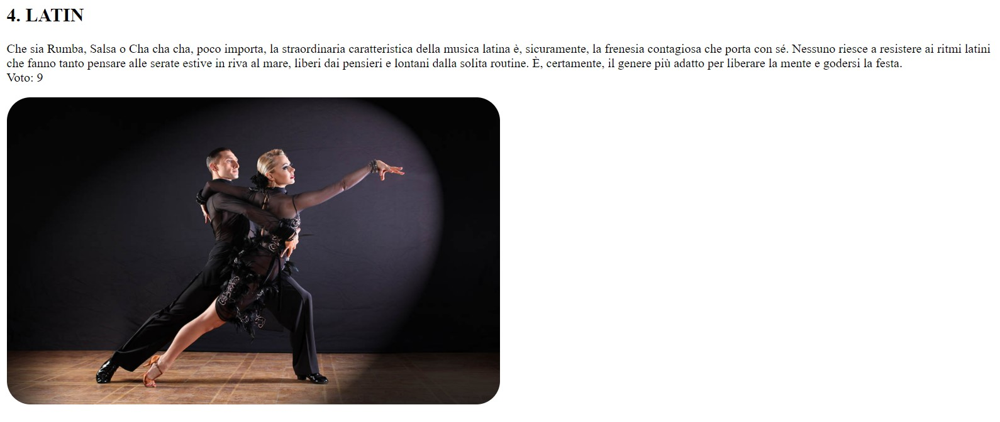 4. LATIN
Che sia Rumba, Salsa o Cha cha cha, poco importa, la straordinaria caratteristica della musica latina è, sicuramente, la frenesia contagiosa che porta con sé. Nessuno riesce a resistere ai ritmi latini
che fanno tanto pensare alle serate estive in riva al mare, liberi dai pensieri e lontani dalla solita routine. È, certamente, il genere più adatto per liberare la mente e godersi la festa.
Voto: 9